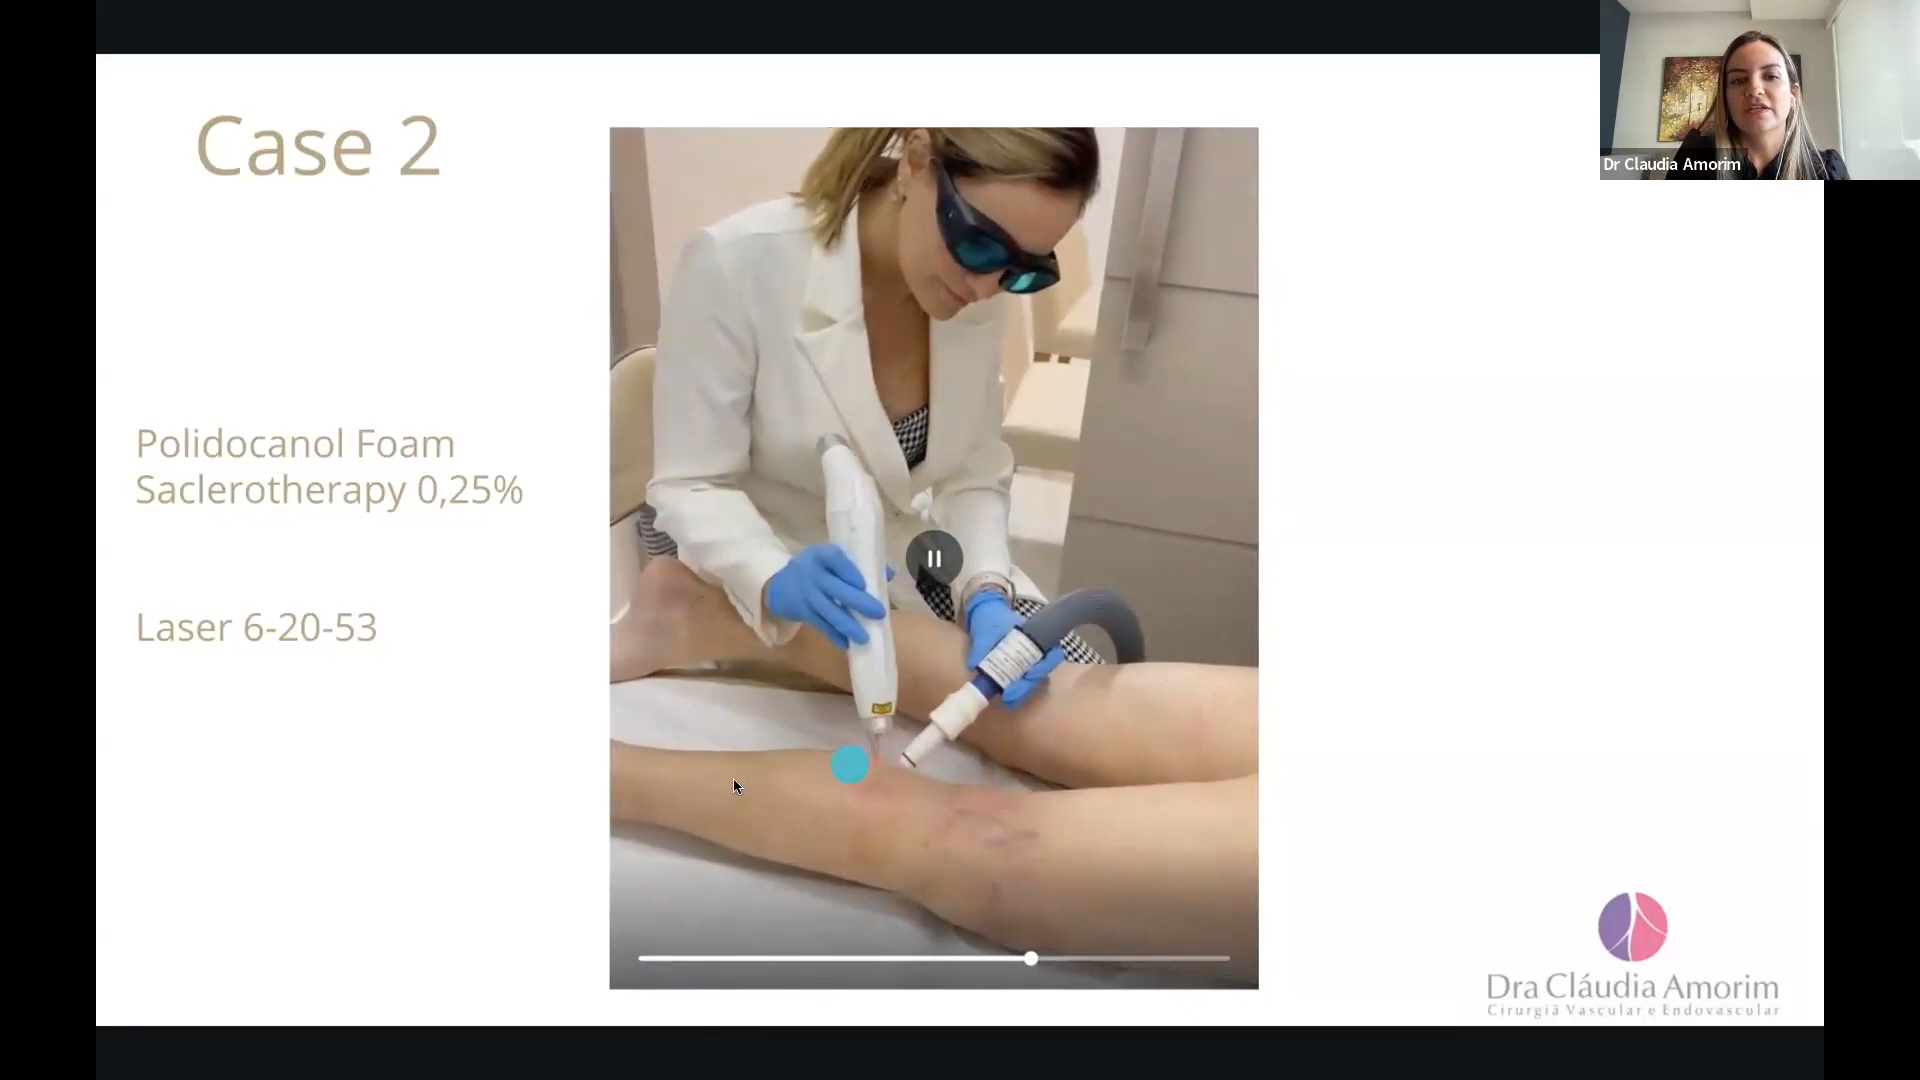 Case 2
Polidocanol Foam
Saclerotherapy 0,25%
Laser 6-20-53
Dr Claudia Amorim
Dra Cláudia Amorim
Cirurgiã Vascular e Endovascular